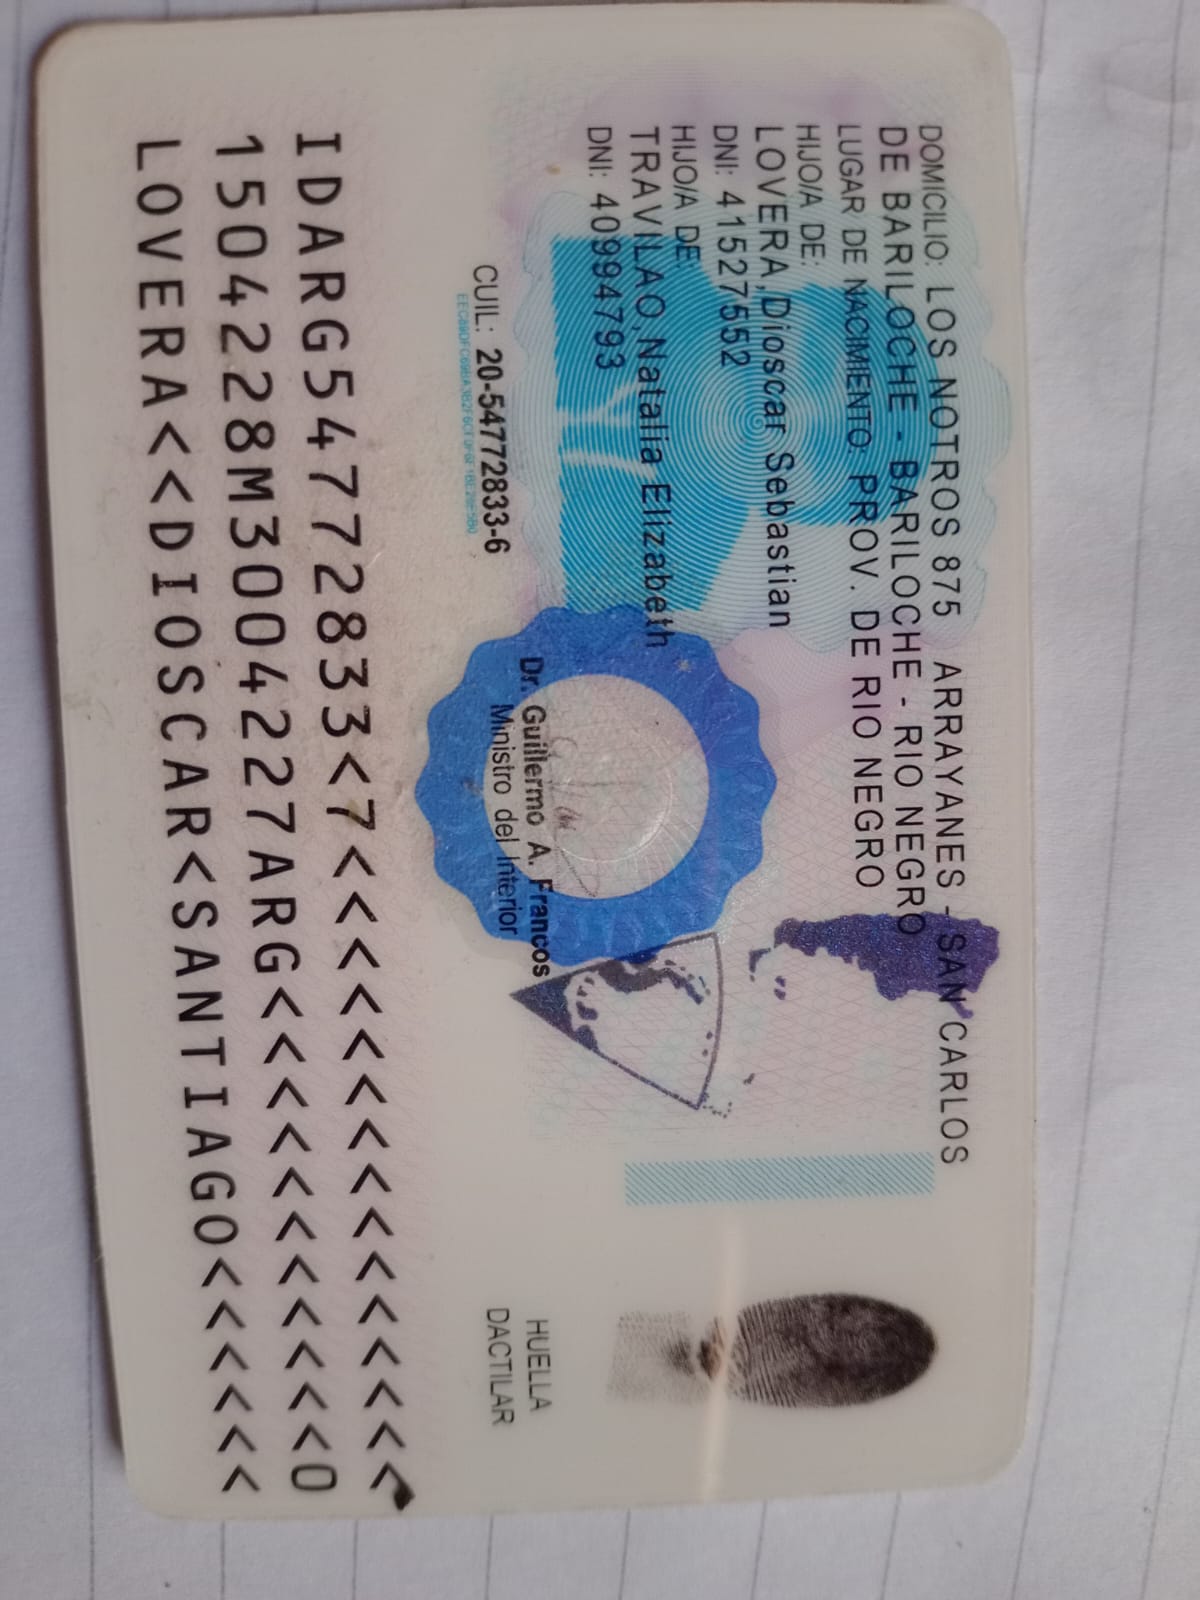 DOMICILIO: LOS NOTROS 875 ARRAYANES - SAN CARLOS
DE BARILOCHE - BARILOCHE - RIO NEGRO
LUGAR DE NACIMIENTO: PROV. DE RIO NEGRO
HIJO/A DE:
LOVERA,Dioscar Sebastian
DNI: 41527552
HIJO/A DE:
TRAVILAO,Natalia Elizabeth
DNI: 40994793
CUIL: 20-54772833-6
Dr. Guillermo A. Francos
Ministro del Interior
HUELLA
DACTILAR
IDARG54772833<7<<<<<<<<<<<<<<<
1504228M3004227ARG<<<<<<<<<<<0
LOVERA<<DIOSCAR<SANTIAGO<<<<<<